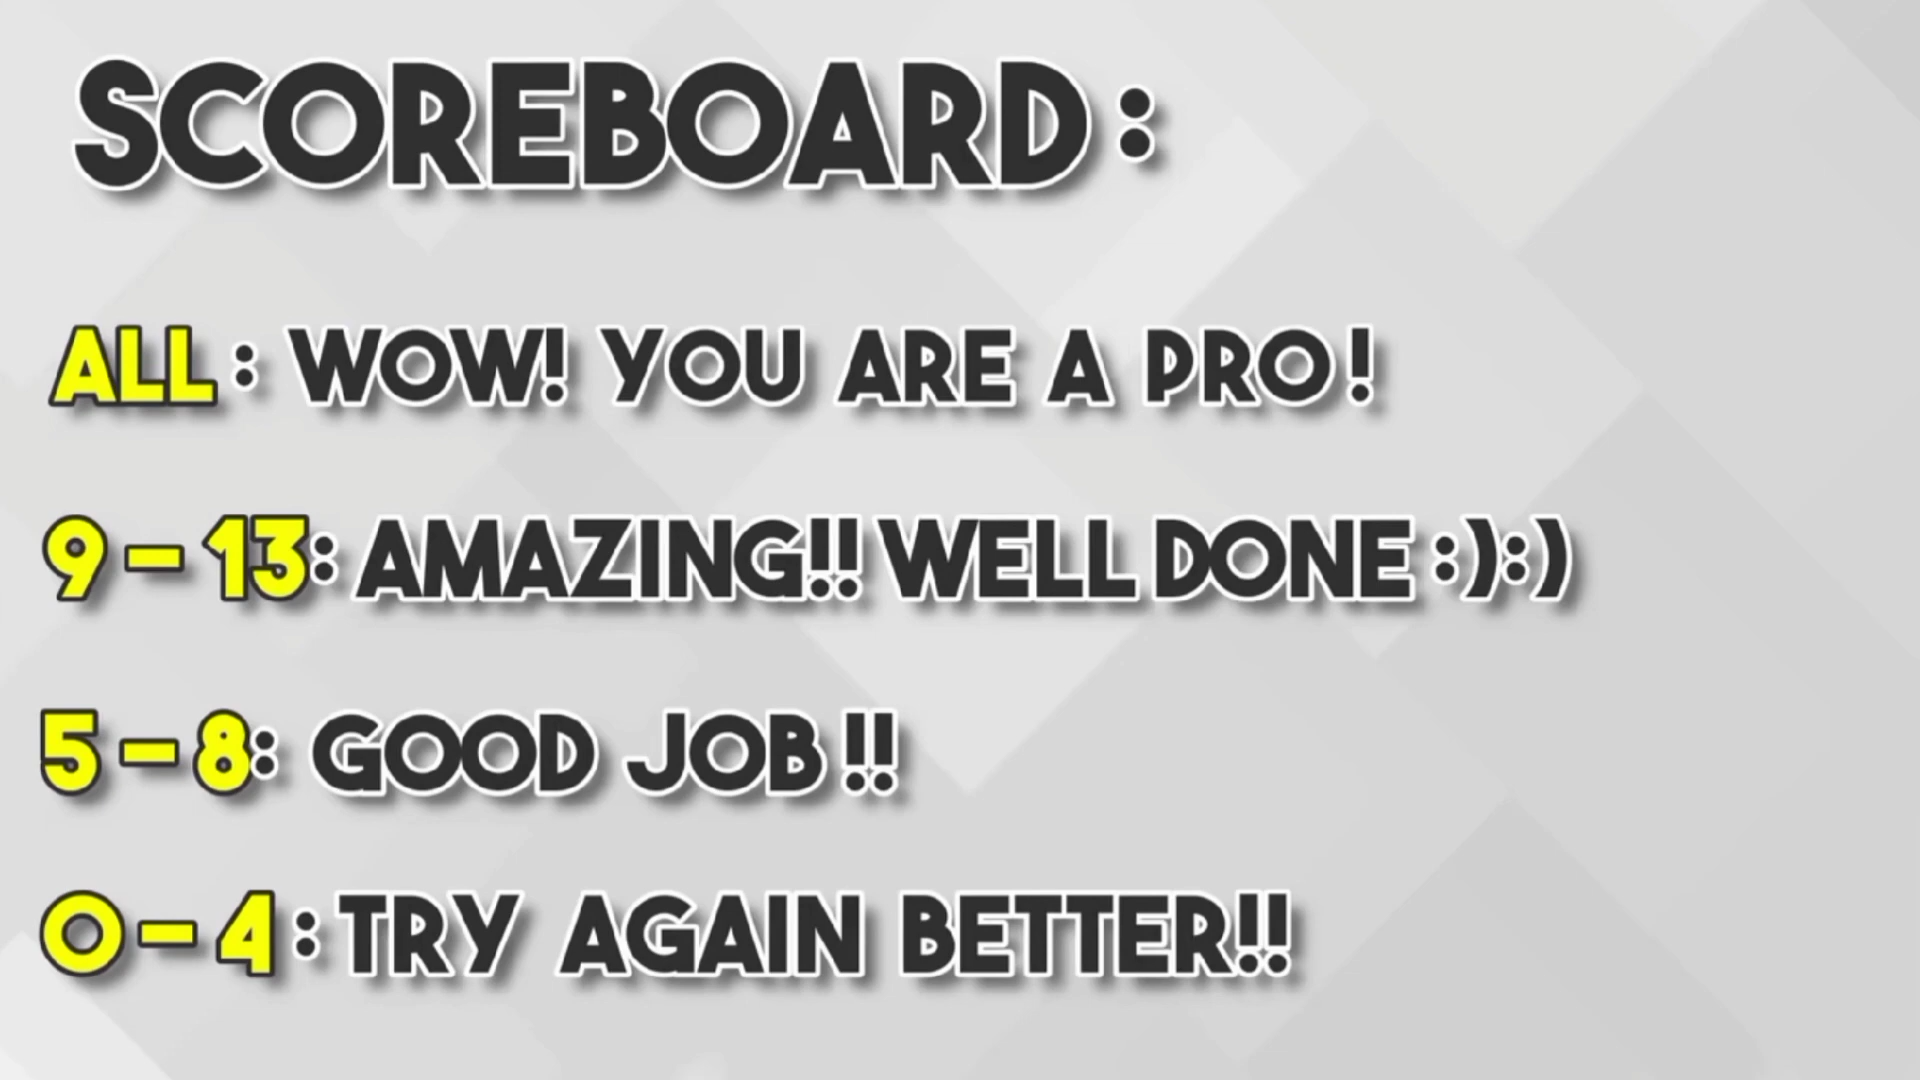 SCOREBOARD:
ALL: WOW! YOU ARE A PRO!
9-13: AMAZING!! WELL DONE :):)
5-8: GOOD JOB!!
0-4: TRY AGAIN BETTER!!